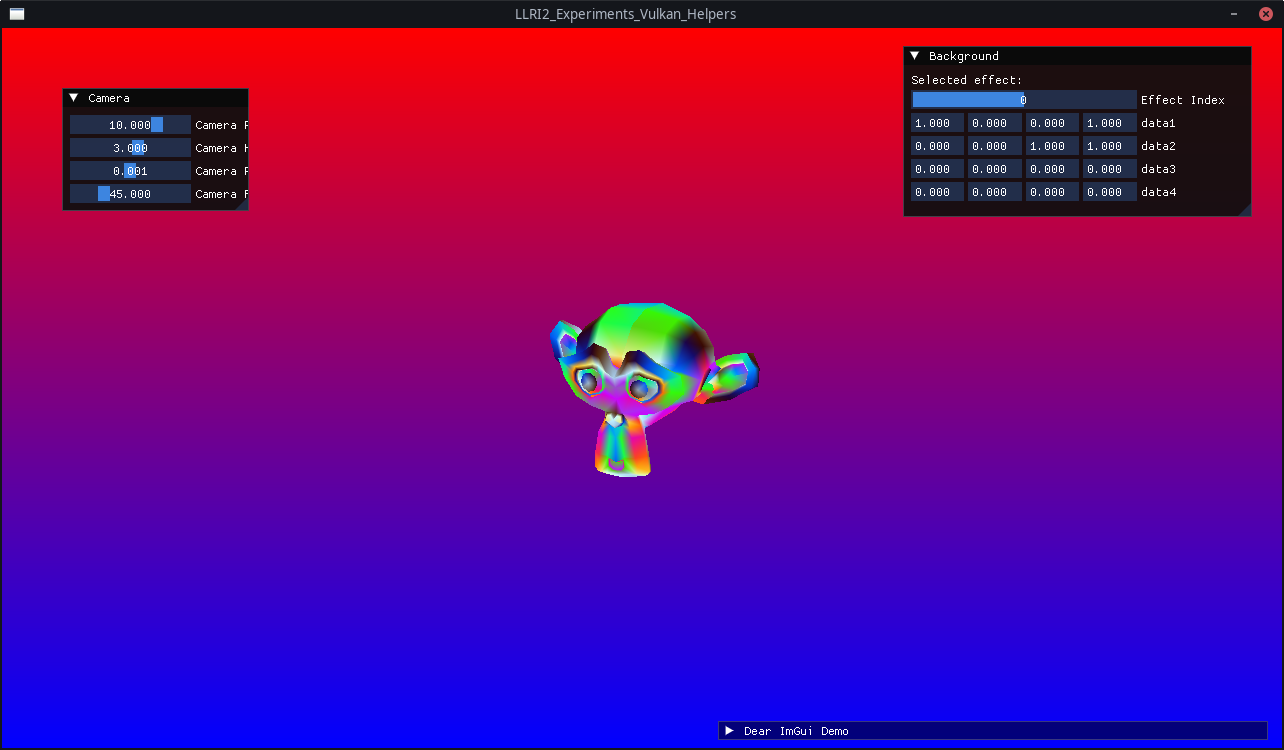 LLRI2_Experiments_Vulkan_Helpers
Camera
10.000 Camera
3.000 Camera
0.001 Camera
45.000 Camera
Background
Selected effect:
0 Effect Index
1.000 0.000 0.000 1.000 data1
0.000 0.000 1.000 1.000 data2
0.000 0.000 0.000 0.000 data3
0.000 0.000 0.000 0.000 data4
Dear ImGui Demo